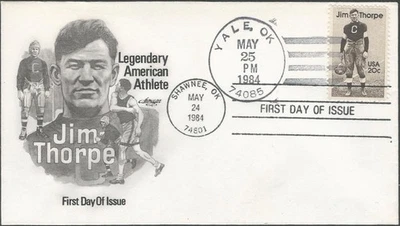 Legendary
American
Athlete
Jim
Thorpe
First Day Of Issue
SHAWNEE, OK
MAY
24
1984
74801
YALE, OK
MAY
25
PM
1984
74085
FIRST DAY OF ISSUE
Jim Thorpe
C
USA
20c